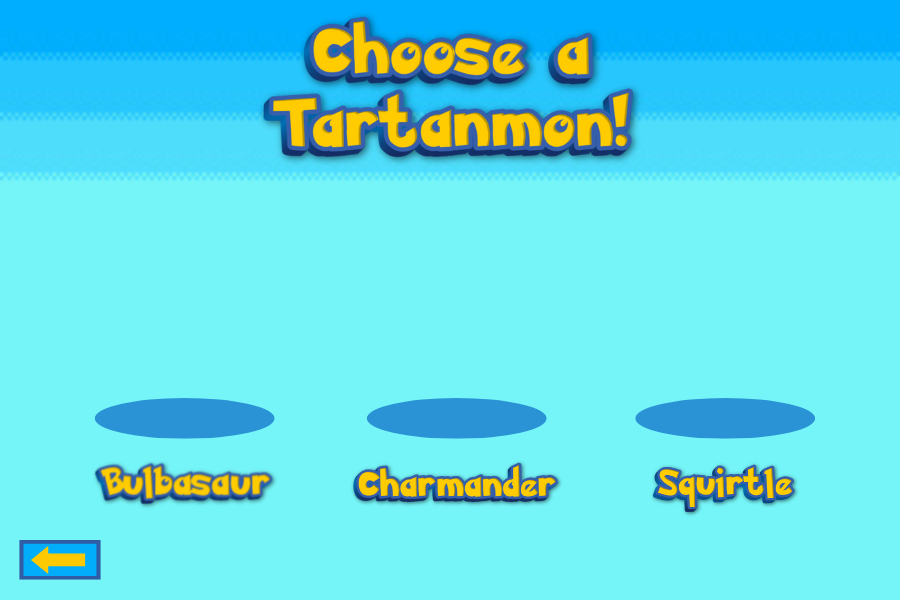 Choose a
Tartanmon!
Bulbasaur
Charmander
Squirtle